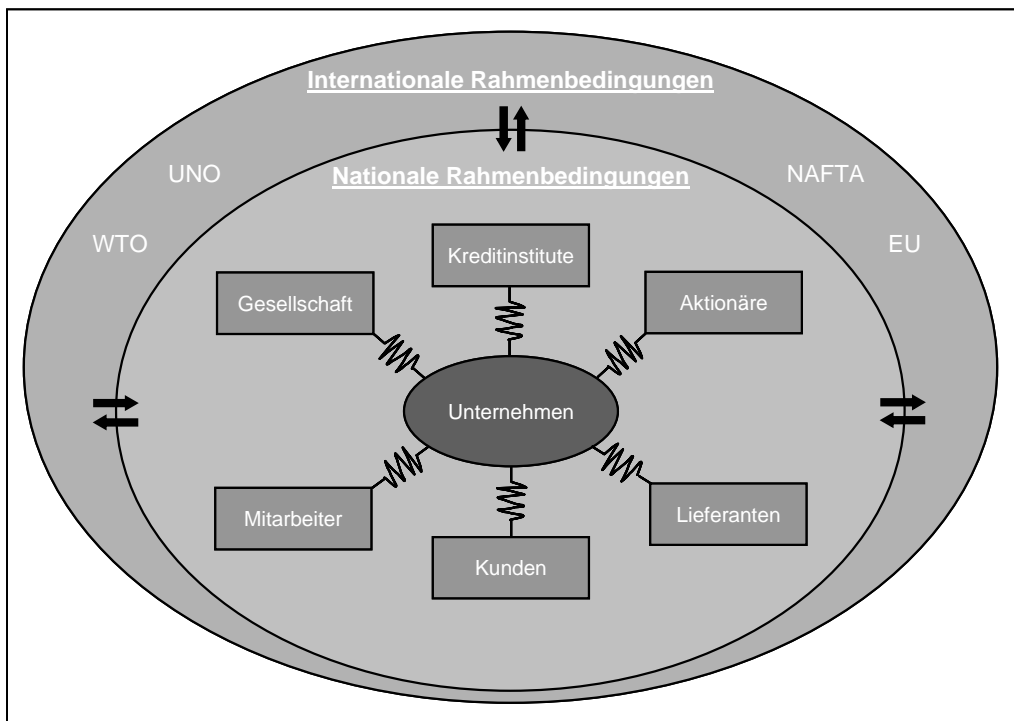 Internationale Rahmenbedingungen
UNO
NAFTA
Nationale Rahmenbedingungen
WTO
EU
Kreditinstitute
Gesellschaft
Aktionäre
Unternehmen
Mitarbeiter
Lieferanten
Kunden